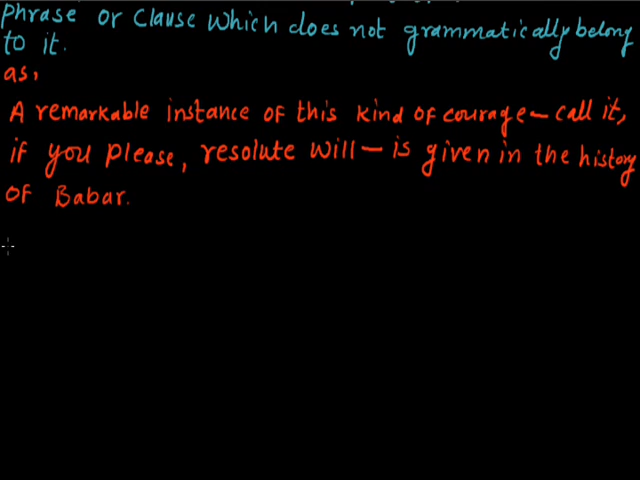 phrase or Clause which does not grammatically belong
to it.
as,
A remarkable instance of this kind of courage — call it,
if you please, resolute will — is given in the history
of Babar.